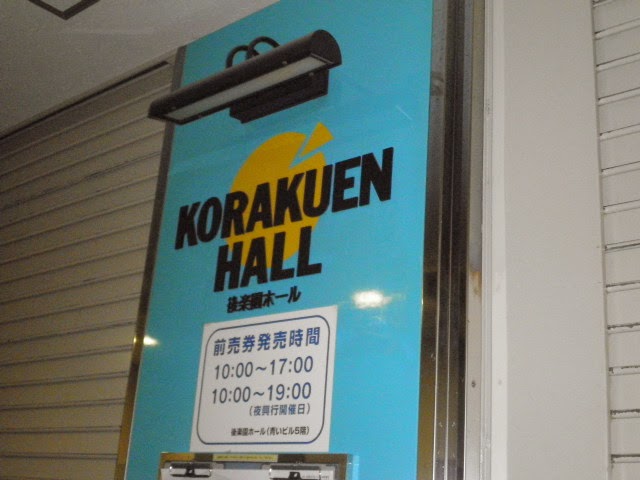 KORAKUEN
HALL
後楽園ホール
前売券発売時間
10:00～17:00
10:00～19:00
(夜興行開催日)
後楽園ホール(青いビル5階)